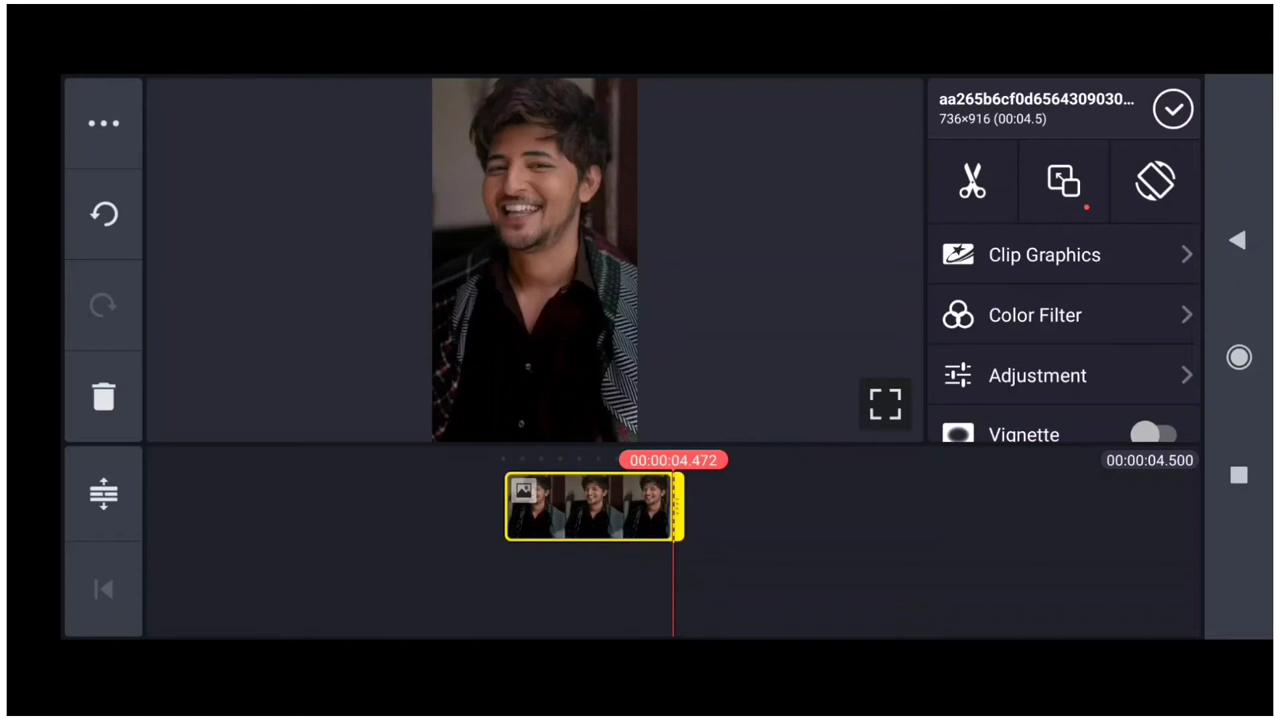 aa265b6cf0d6564309030...
736×916 (00:04.5)
Clip Graphics
Color Filter
Adjustment
Vignette
00:00:04.472
00:00:04.500